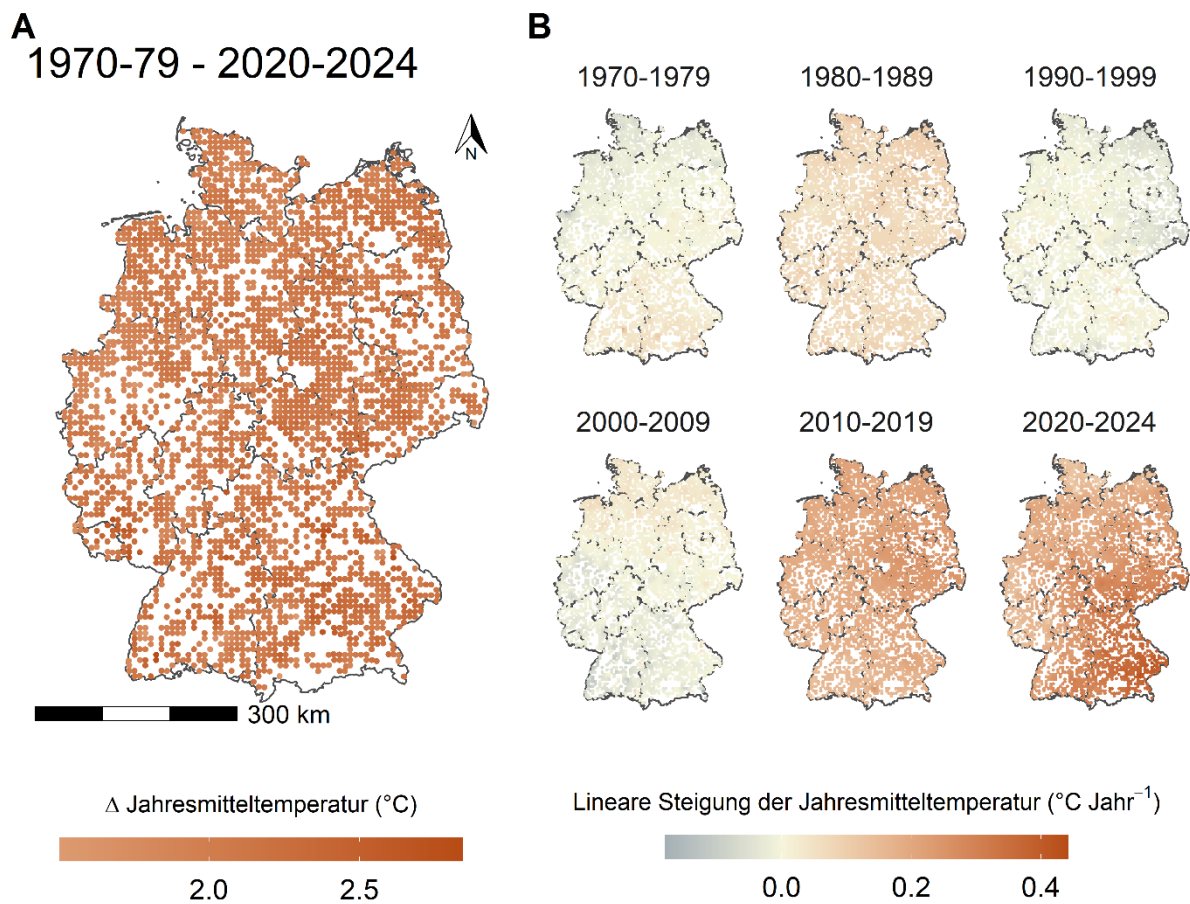 A
1970-79 - 2020-2024
N
300 km
Δ Jahresmitteltemperatur (°C)
2.0 2.5
B
1970-1979 1980-1989 1990-1999
2000-2009 2010-2019 2020-2024
Lineare Steigung der Jahresmitteltemperatur (°C Jahr⁻¹)
0.0 0.2 0.4